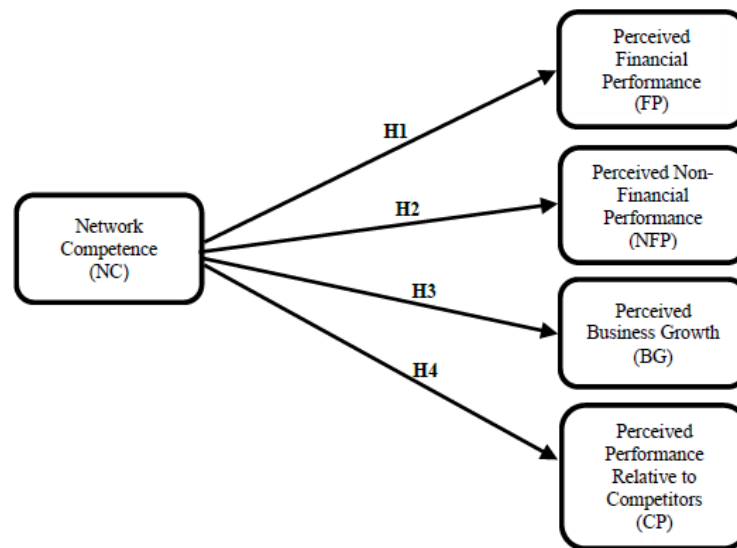 Perceived
Financial
Performance
(FP)
H1
Perceived Non-
Financial
Performance
(NFP)
H2
Network
Competence
(NC)
H3
Perceived
Business Growth
(BG)
H4
Perceived
Performance
Relative to
Competitors
(CP)